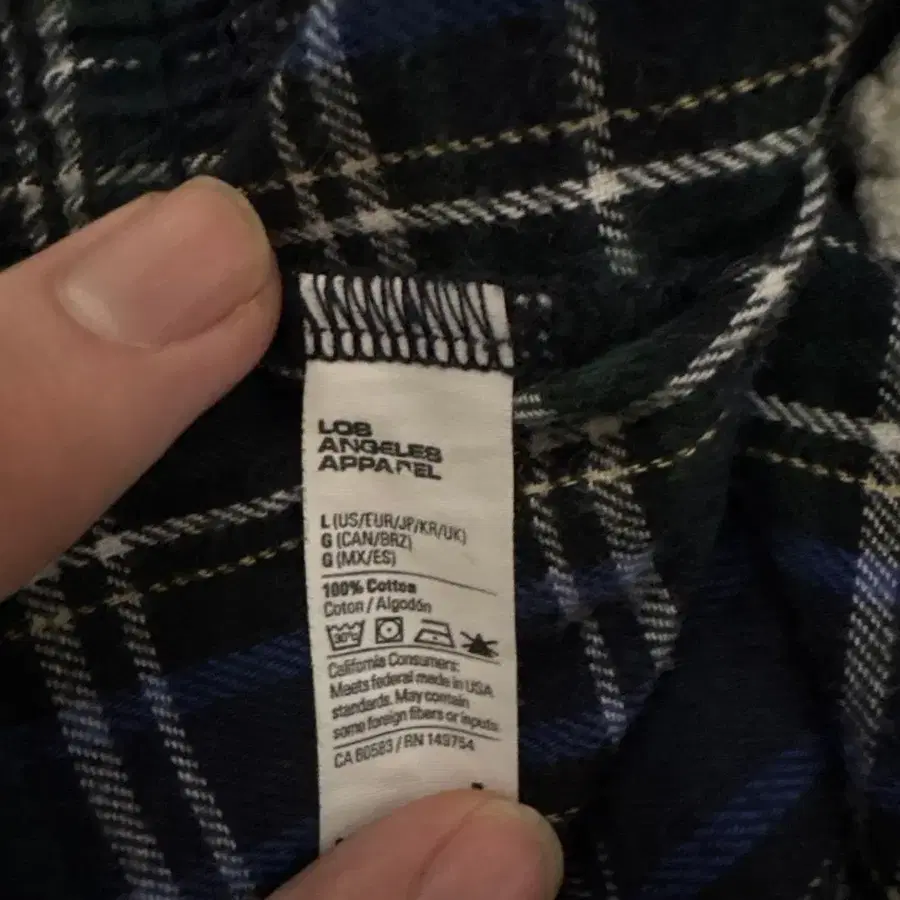 LOS
ANGELES
APPAREL
L (US/EUR/JP/KR/UK)
G (CAN/BRZ)
G (MX/ES)
100% Cotton
Coton / Algodón
30°C
California Consumers:
Meets federal made in USA
standards. May contain
some foreign fibers or inputs
CA 60583 / RN 149754